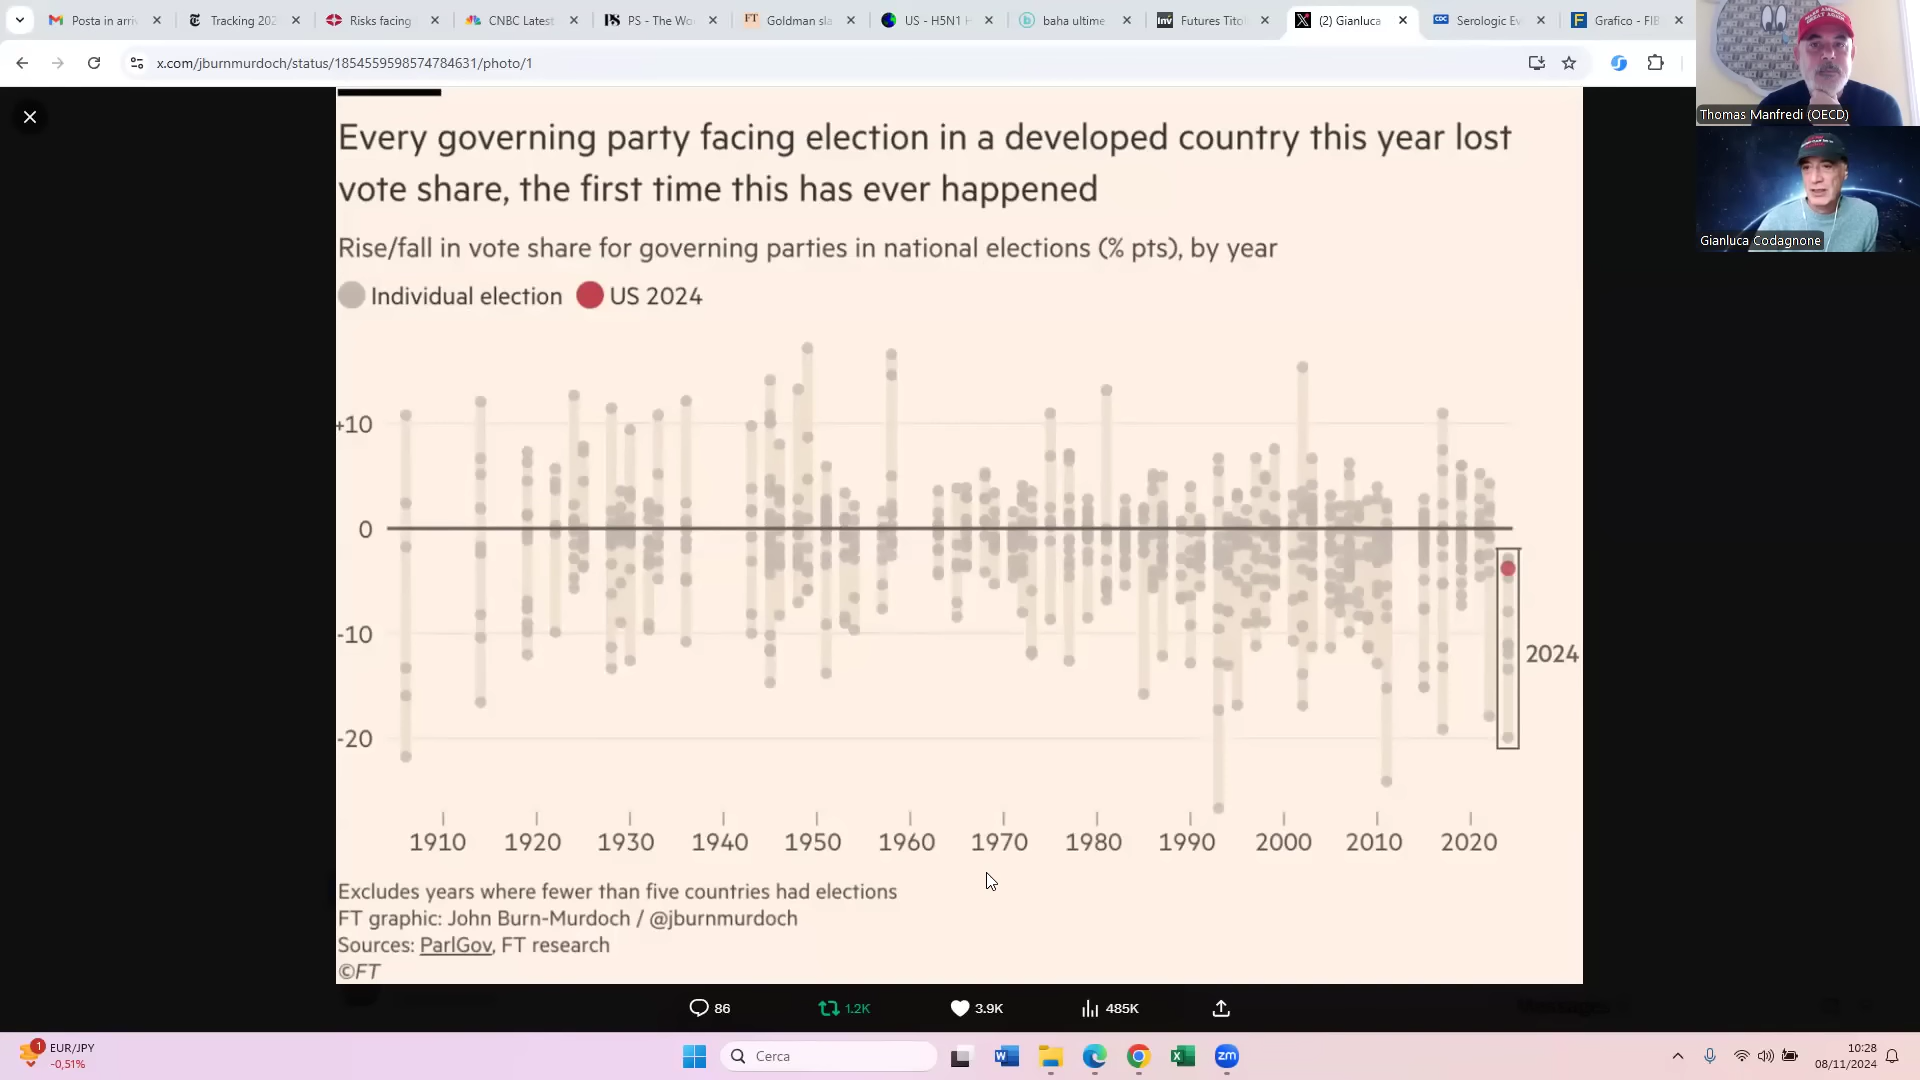 Posta in arriv
Tracking 202
Risks facing
CNBC Latest
PS - The Wo
Goldman sla
US - H5N1 H
baha ultime
Futures Titol
(2) Gianluca
Serologic Ev
Grafico - FIB
x.com/jburnmurdoch/status/1854559598574784631/photo/1
Thomas Manfredi (OECD)
Gianluca Codagnone
Every governing party facing election in a developed country this year lost
vote share, the first time this has ever happened
Rise/fall in vote share for governing parties in national elections (% pts), by year
Individual election
US 2024
+10
0
-10
-20
2024
1910 1920 1930 1940 1950 1960 1970 1980 1990 2000 2010 2020
Excludes years where fewer than five countries had elections
FT graphic: John Burn-Murdoch / @jburnmurdoch
Sources: ParlGov, FT research
©FT
86
1.2K
3.9K
485K
1
EUR/JPY
-0,51%
Cerca
zm
10:28
08/11/2024